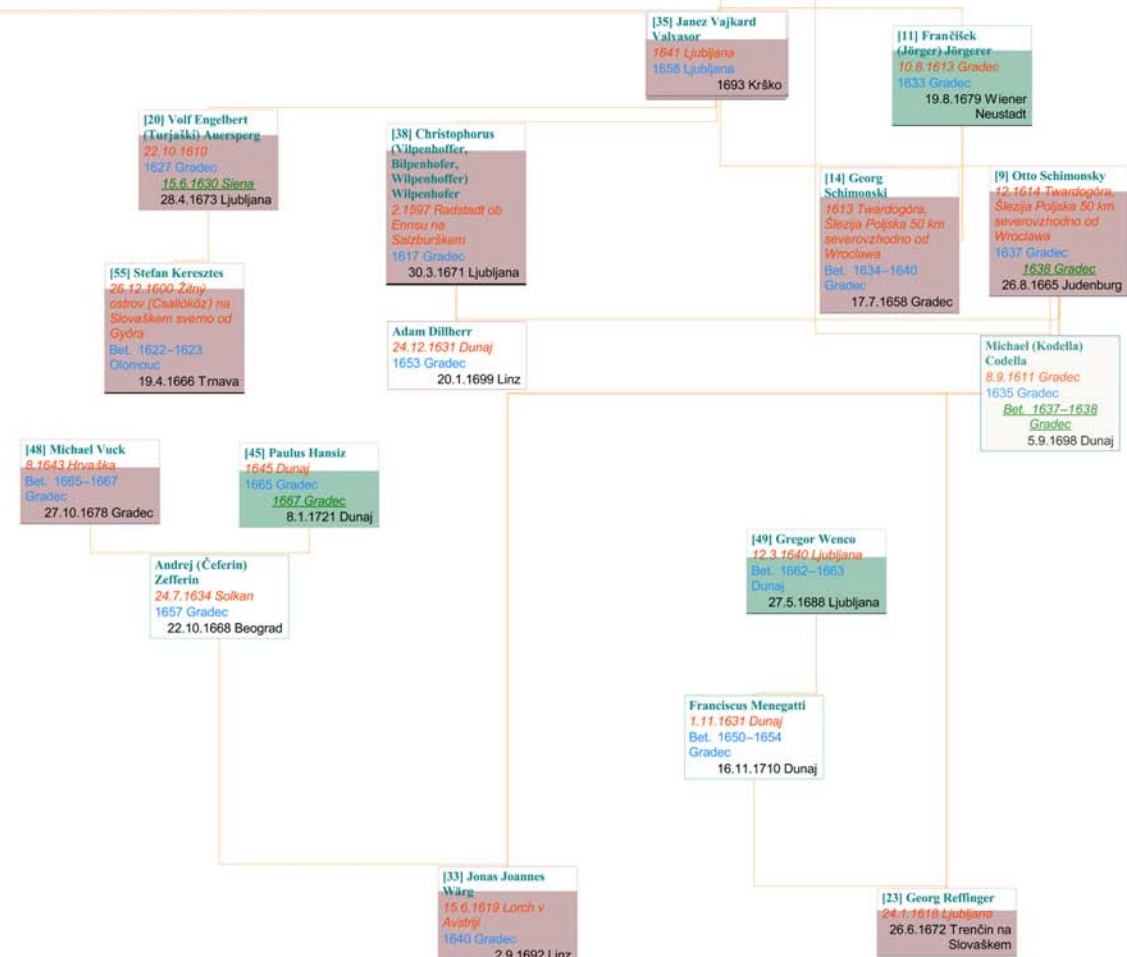 [35] Janez Vajkard
Valvasor
1641 Ljubljana
1658 Ljubljana
1693 Krško
[11] Frančišek
(Jörger) Jörgerer
10.8.1613 Gradec
1633 Gradec
19.8.1679 Wiener
Neustadt
[20] Volf Engelbert
(Turjaški) Auersperg
22.10.1610
1627 Gradec
15.6.1630 Siena
28.4.1673 Ljubljana
[38] Christophorus
(Vilpenhoffer,
Bilpenhofer,
Wilpenhoffer)
Wilpenhofer
2.1597 Radstadt ob
Ennsu na
Salzburškem
1617 Gradec
30.3.1671 Ljubljana
[14] Georg
Schimonski
1613 Twardogóra,
Šlezija Poljska 50 km
severovzhodno od
Wroclawa
Bet. 1634–1640
Gradec
17.7.1658 Gradec
[9] Otto Schimonsky
12.1614 Twardogóra,
Šlezija Poljska 50 km
severovzhodno od
Wroclawa
1637 Gradec
1638 Gradec
26.8.1665 Judenburg
[55] Stefan Keresztes
26.12.1600 Žitný
ostrov (Csallóköz) na
Slovaškem sverno od
Györa
Bet. 1622–1623
Olomouc
19.4.1666 Trnava
Adam Dillherr
24.12.1631 Dunaj
1653 Gradec
20.1.1699 Linz
Michael (Kodella)
Codella
8.9.1611 Gradec
1635 Gradec
Bet. 1637–1638
Gradec
5.9.1698 Dunaj
[48] Michael Vuck
8.1643 Hrvaška
Bet. 1665–1667
Gradec
27.10.1678 Gradec
[45] Paulus Hansiz
1645 Dunaj
1665 Gradec
1667 Gradec
8.1.1721 Dunaj
Andrej (Čeferin)
Zefferin
24.7.1634 Solkan
1657 Gradec
22.10.1668 Beograd
[49] Gregor Wenco
12.3.1640 Ljubljana
Bet. 1662–1663
Dunaj
27.5.1688 Ljubljana
Franciscus Menegatti
1.11.1631 Dunaj
Bet. 1650–1654
Gradec
16.11.1710 Dunaj
[33] Jonas Joannes
Wärg
15.6.1619 Lorch v
Avstriji
1640 Gradec
2.9.1692 Linz
[23] Georg Reffinger
24.1.1618 Ljubljana
26.6.1672 Trenčin na
Slovaškem